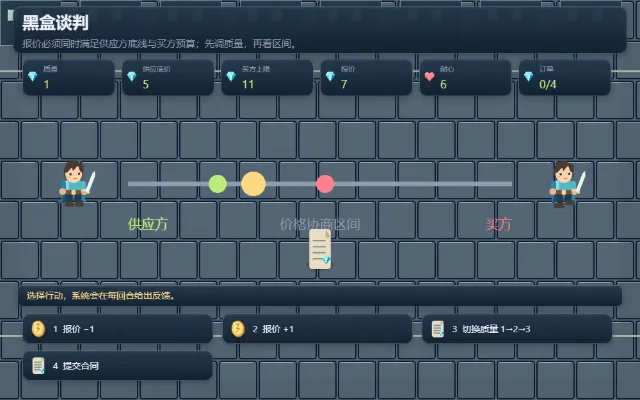 黑盒谈判
报价必须同时满足供应方底线与买方预算；先调质量，再看区间。
质量
1
供应底价
5
买方上限
11
报价
7
耐心
6
订单
0/4
供应方
价格协商区间
买方
选择行动，系统会在每回合给出反馈。
1 报价 -1
2 报价 +1
3 切换质量 1→2→3
4 提交合同